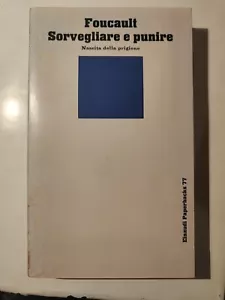 Foucault
Sorvegliare e punire
Nascita della prigione
Einaudi Paperbacks 77